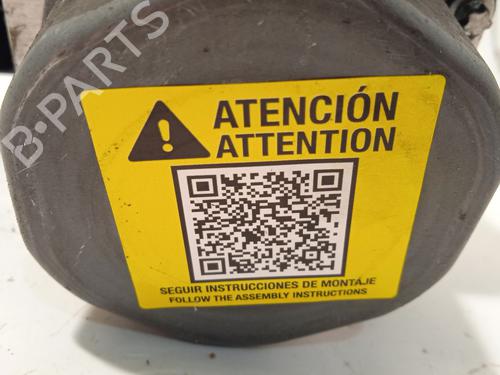 B-PARTS
ATENCIÓN
ATTENTION
SEGUIR INSTRUCCIONES DE MONTAJE
FOLLOW THE ASSEMBLY INSTRUCTIONS